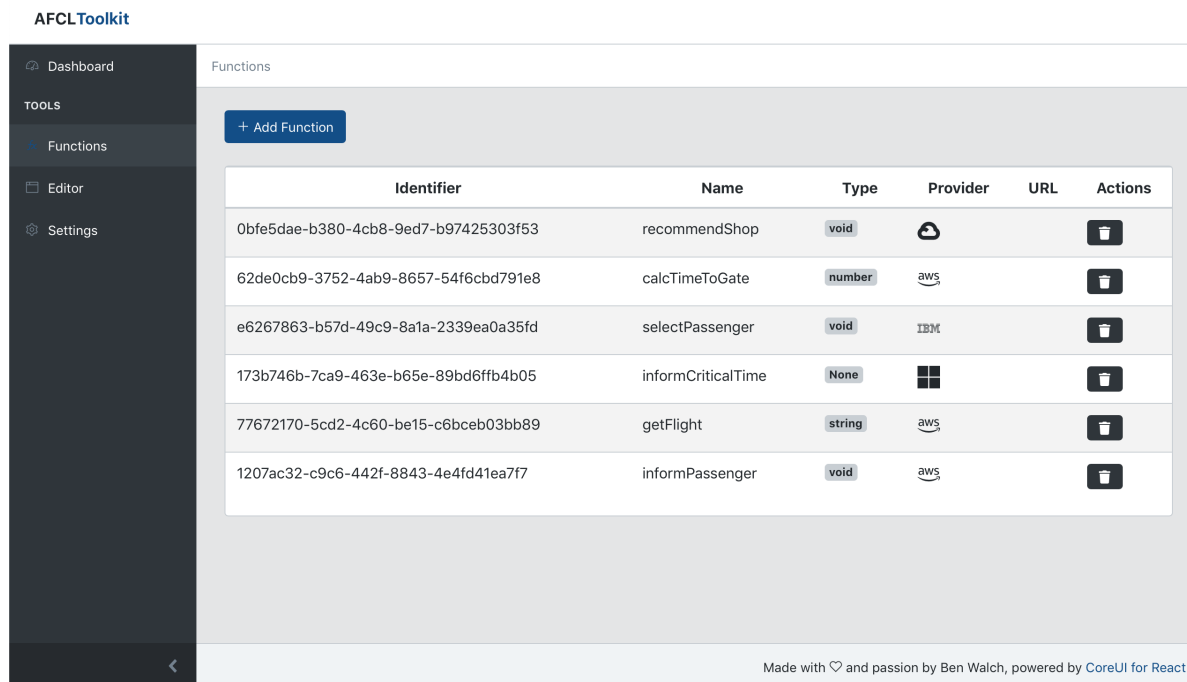 AFCLToolkit
Dashboard
TOOLS
Functions
Editor
Settings
Functions
+ Add Function
Identifier Name Type Provider URL Actions
0bfe5dae-b380-4cb8-9ed7-b97425303f53 recommendShop void
62de0cb9-3752-4ab9-8657-54f6cbd791e8 calcTimeToGate number aws
e6267863-b57d-49c9-8a1a-2339ea0a35fd selectPassenger void IBM
173b746b-7ca9-463e-b65e-89bd6ffb4b05 informCriticalTime None
77672170-5cd2-4c60-be15-c6bceb03bb89 getFlight string aws
1207ac32-c9c6-442f-8843-4e4fd41ea7f7 informPassenger void aws
Made with ♡ and passion by Ben Walch, powered by CoreUI for React